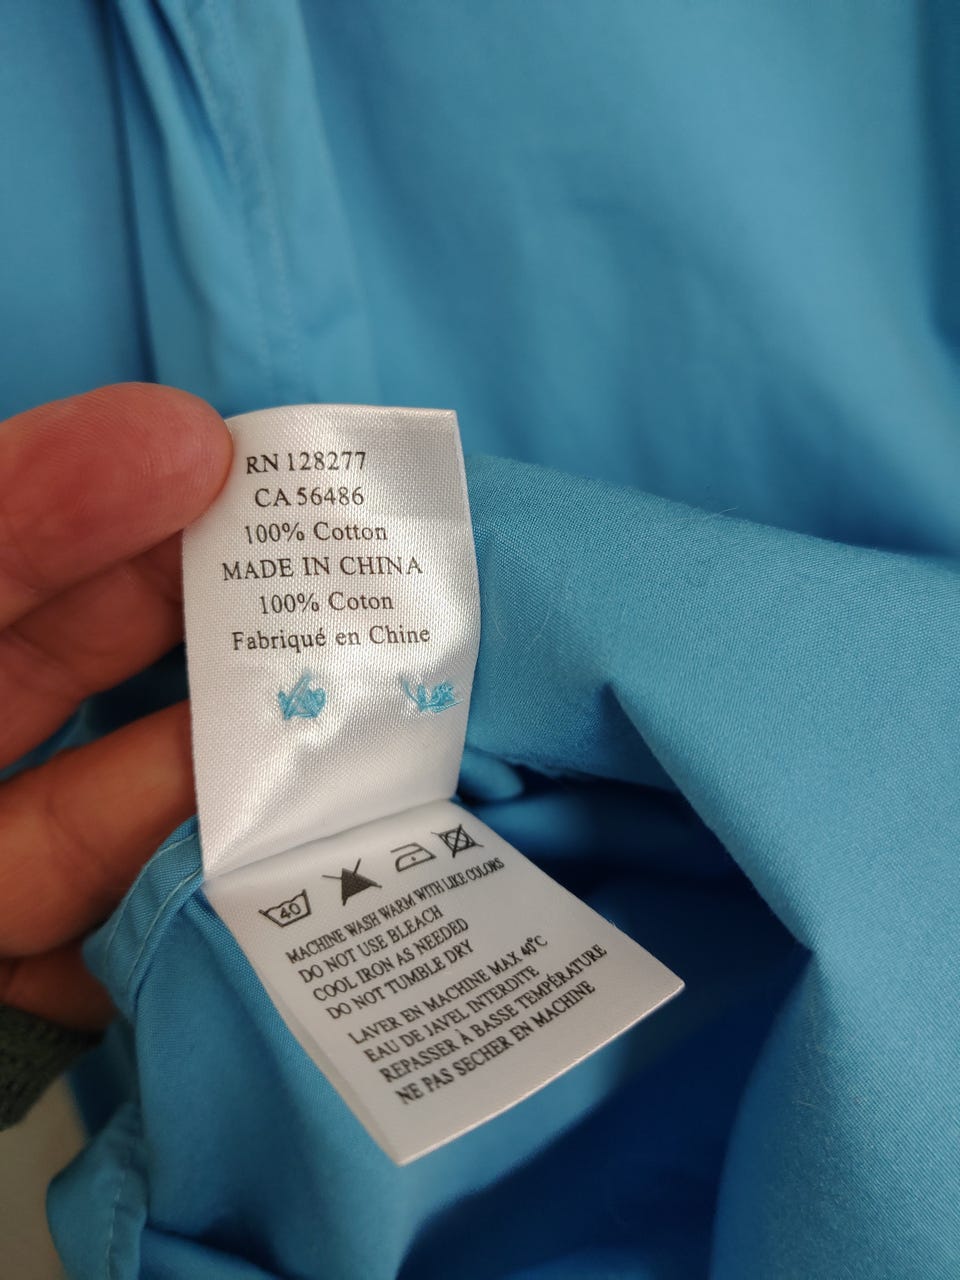 RN 128277
CA 56486
100% Cotton
MADE IN CHINA
100% Coton
Fabriqué en Chine
40
MACHINE WASH WARM WITH LIKE COLORS
DO NOT USE BLEACH
COOL IRON AS NEEDED
DO NOT TUMBLE DRY
LAVER EN MACHINE MAX 40°C
EAU DE JAVEL INTERDITE
REPASSER À BASSE TEMPÉRATURE
NE PAS SECHER EN MACHINE